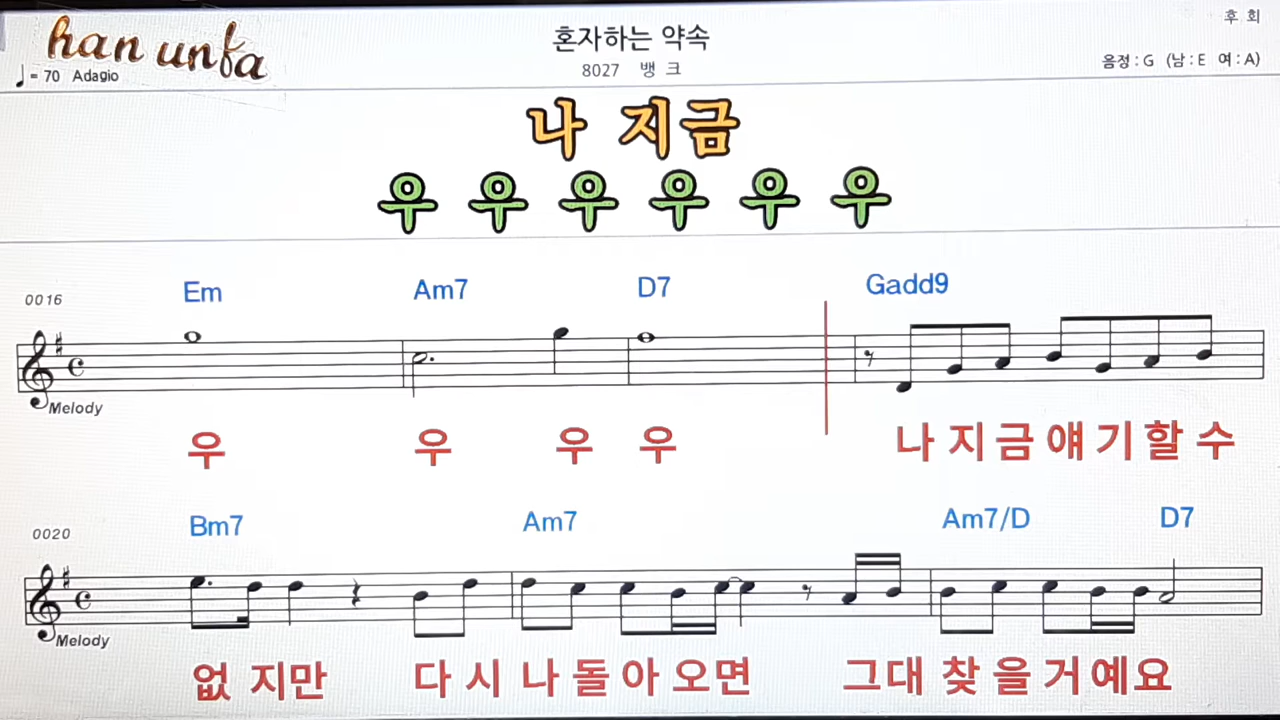 han unfa
혼자하는 약속
후 회
♩= 70 Adagio
8027 뱅 크
음정 : G (남 : E 여 : A)
나 지금
우 우 우 우 우 우
Em Am7 D7 Gadd9
0016
Melody
우 우 우 우 나 지 금 얘 기 할 수
Bm7 Am7 Am7/D D7
0020
Melody
없 지만 다 시 나 돌 아 오면 그대 찾 을 거 예요